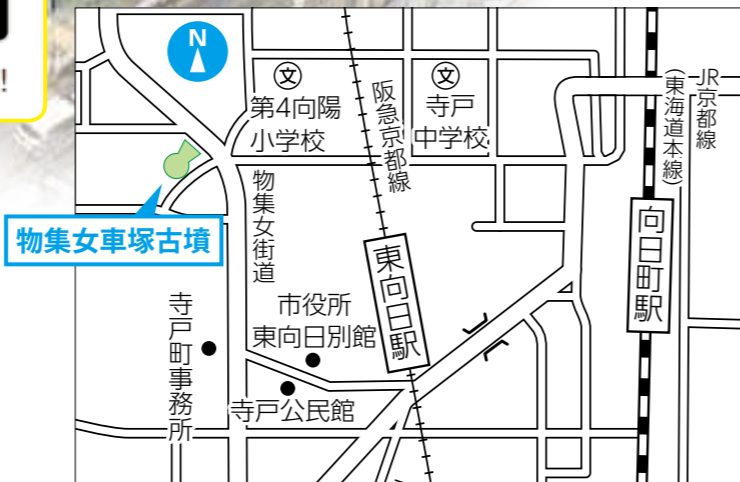 !
N
文
第4向陽
小学校
阪急京都線
文
寺戸
中学校
JR京都線
(東海道本線)
物集女街道
物集女車塚古墳
向日町駅
東向日駅
市役所
東向日別館
寺戸町事務所
寺戸公民館